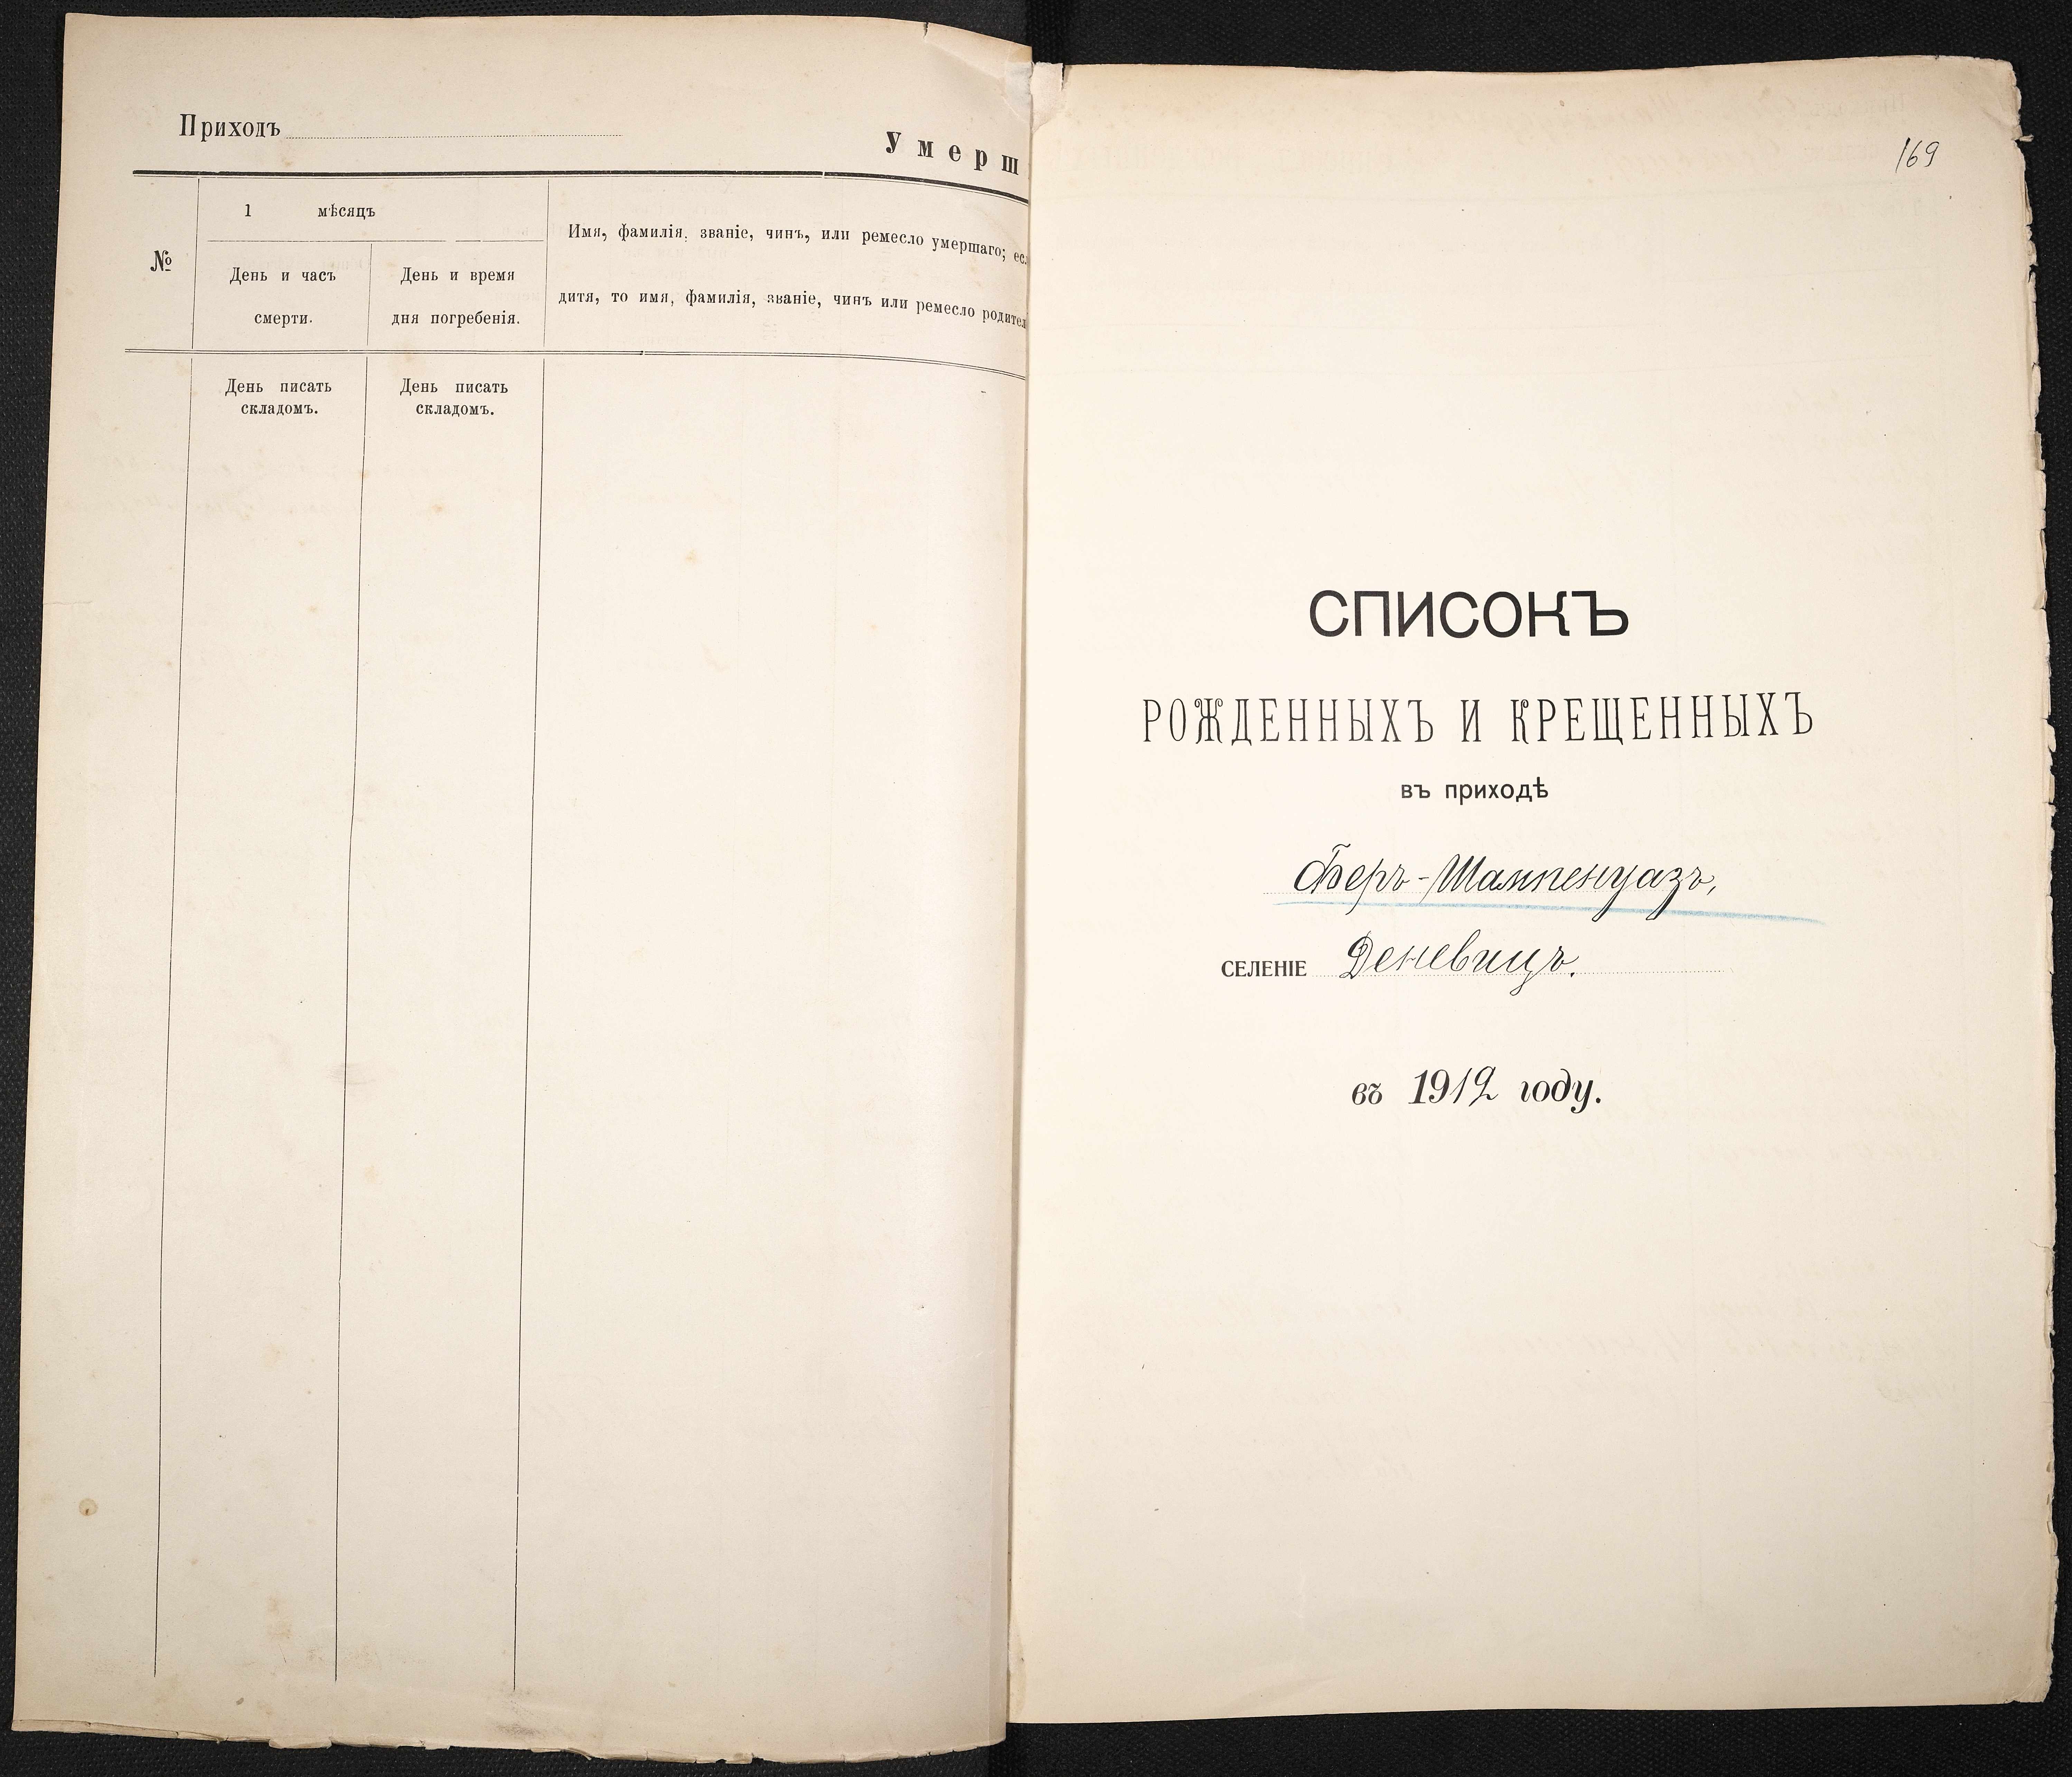 Приходъ
Умерш
№
1 мѣсяцъ
День и часъ
смерти.
День и время
дня погребенія.
Имя, фамилія, званіе, чинъ, или ремесло умершаго; есл
дитя, то имя, фамилія, званіе, чинъ или ремесло родител
День писать
складомъ.
День писать
складомъ.
169
СПИСОКЪ
РОЖДЕННЫХЪ И КРЕЩЕННЫХЪ
въ приходѣ
Феръ-Шампенуазъ,
СЕЛЕНІЕ Деневицъ.
въ 1912 году.